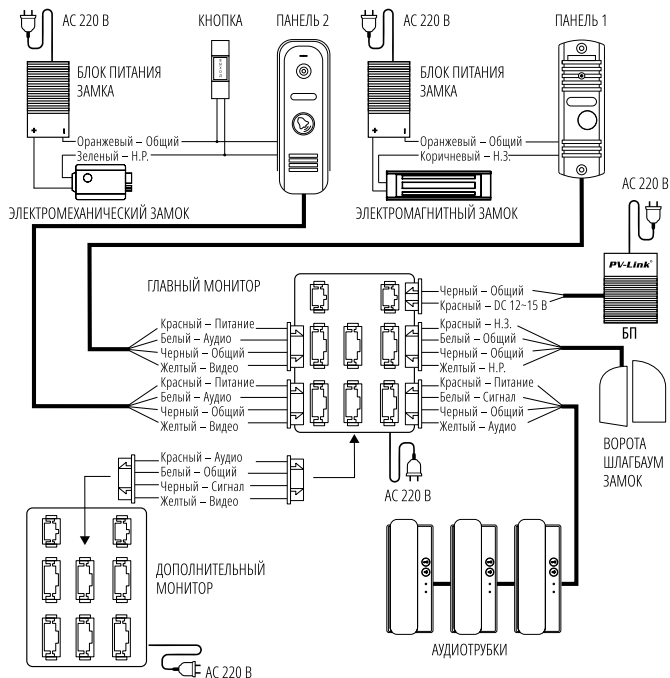 AC 220 В
КНОПКА
ПАНЕЛЬ 2
AC 220 В
ПАНЕЛЬ 1
БЛОК ПИТАНИЯ
ЗАМКА
ВЫХОД
БЛОК ПИТАНИЯ
ЗАМКА
+ –
Оранжевый – Общий
Зеленый – Н.Р.
+ –
Оранжевый – Общий
Коричневый – Н.З.
ЭЛЕКТРОМЕХАНИЧЕСКИЙ ЗАМОК
ЭЛЕКТРОМАГНИТНЫЙ ЗАМОК
AC 220 В
PV-Link®
БП
ГЛАВНЫЙ МОНИТОР
Черный – Общий
Красный – DC 12~15 В
Красный – Питание
Белый – Аудио
Черный – Общий
Желтый – Видео
Красный – Н.З.
Белый – Общий
Черный – Общий
Желтый – Н.Р.
Красный – Питание
Белый – Аудио
Черный – Общий
Желтый – Видео
Красный – Питание
Белый – Сигнал
Черный – Общий
Желтый – Аудио
ВОРОТА
ШЛАГБАУМ
ЗАМОК
Красный – Аудио
Белый – Общий
Черный – Сигнал
Желтый – Видео
AC 220 В
ДОПОЛНИТЕЛЬНЫЙ
МОНИТОР
AC 220 В
АУДИОТРУБКИ